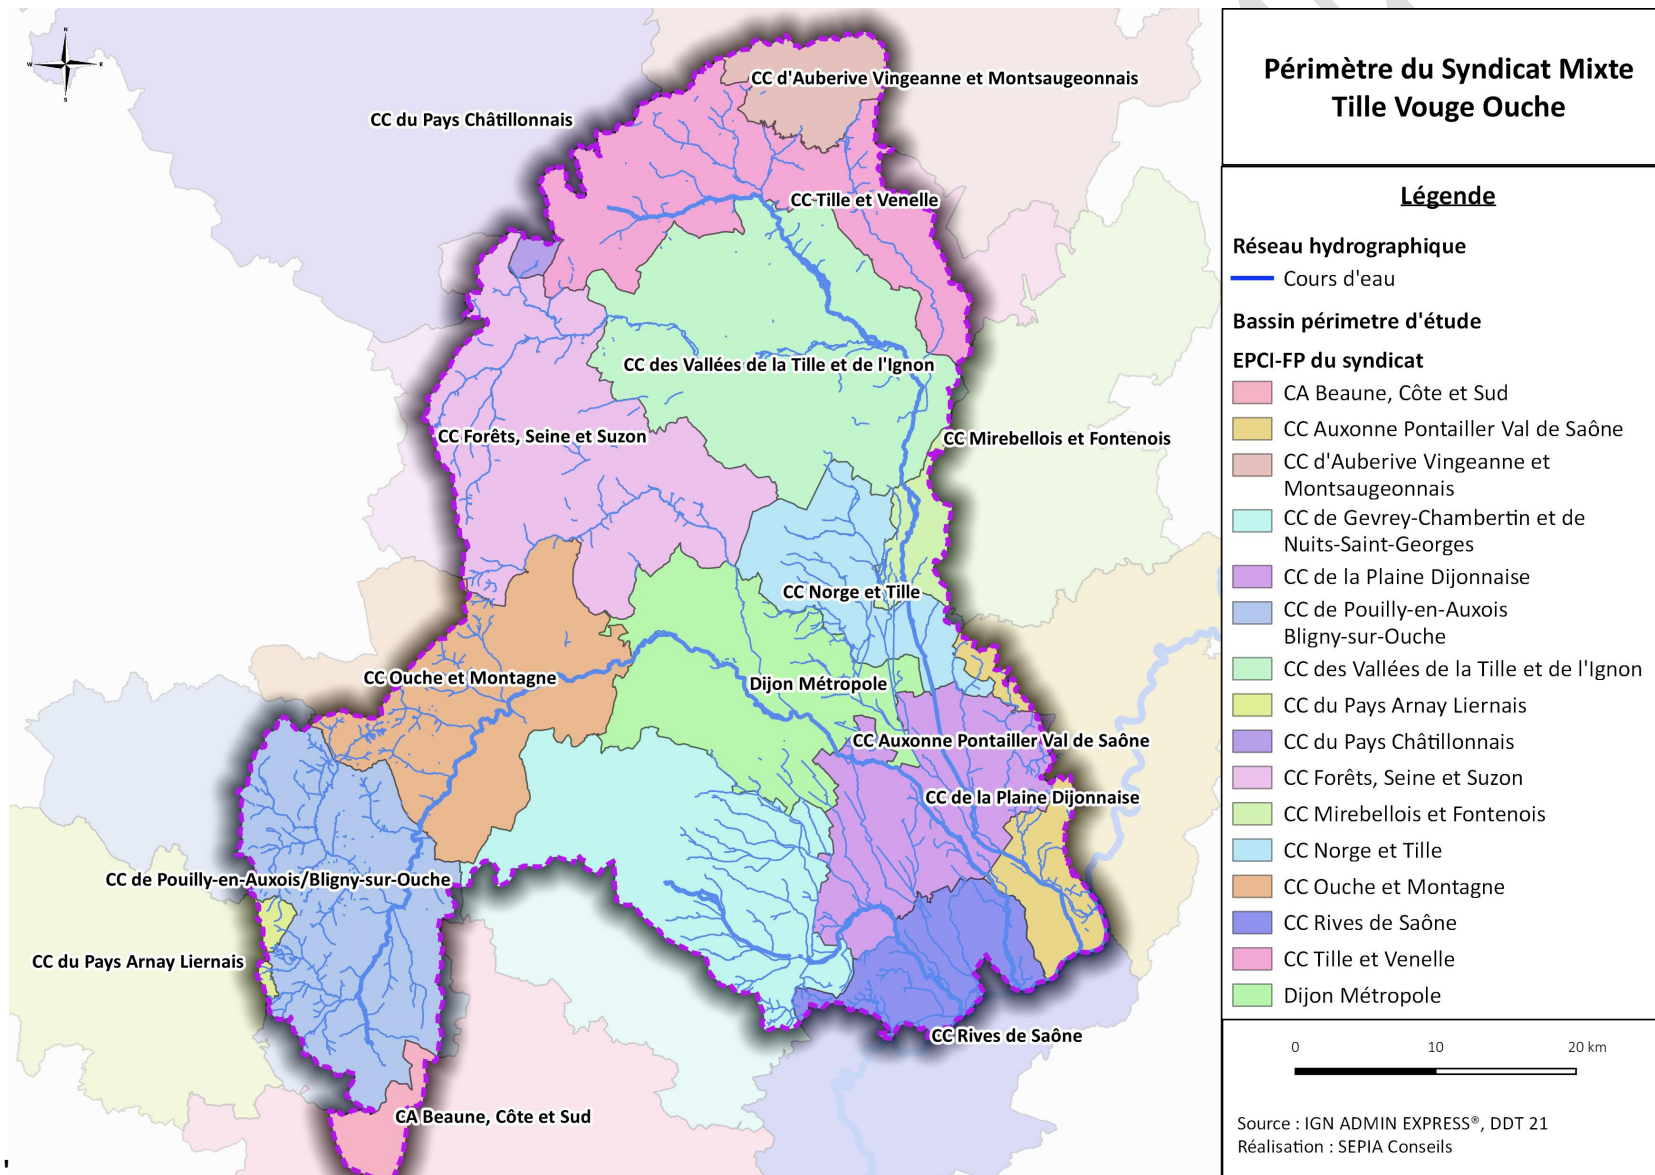 Périmètre du Syndicat Mixte
Tille Vouge Ouche
Légende
Réseau hydrographique
Cours d'eau
Bassin périmetre d'étude
EPCI-FP du syndicat
CA Beaune, Côte et Sud
CC Auxonne Pontailler Val de Saône
CC d'Auberive Vingeanne et
Montsaugeonnais
CC de Gevrey-Chambertin et de
Nuits-Saint-Georges
CC de la Plaine Dijonnaise
CC de Pouilly-en-Auxois
Bligny-sur-Ouche
CC des Vallées de la Tille et de l'Ignon
CC du Pays Arnay Liernais
CC du Pays Châtillonnais
CC Forêts, Seine et Suzon
CC Mirebellois et Fontenois
CC Norge et Tille
CC Ouche et Montagne
CC Rives de Saône
CC Tille et Venelle
Dijon Métropole
0 10 20 km
Source : IGN ADMIN EXPRESS®, DDT 21
Réalisation : SEPIA Conseils
N
W E
S
CC d'Auberive Vingeanne et Montsaugeonnais
CC du Pays Châtillonnais
CC Tille et Venelle
CC des Vallées de la Tille et de l'Ignon
CC Forêts, Seine et Suzon
CC Mirebellois et Fontenois
CC Norge et Tille
CC Ouche et Montagne
Dijon Métropole
CC Auxonne Pontailler Val de Saône
CC de la Plaine Dijonnaise
CC de Pouilly-en-Auxois/Bligny-sur-Ouche
CC du Pays Arnay Liernais
CC Rives de Saône
CA Beaune, Côte et Sud